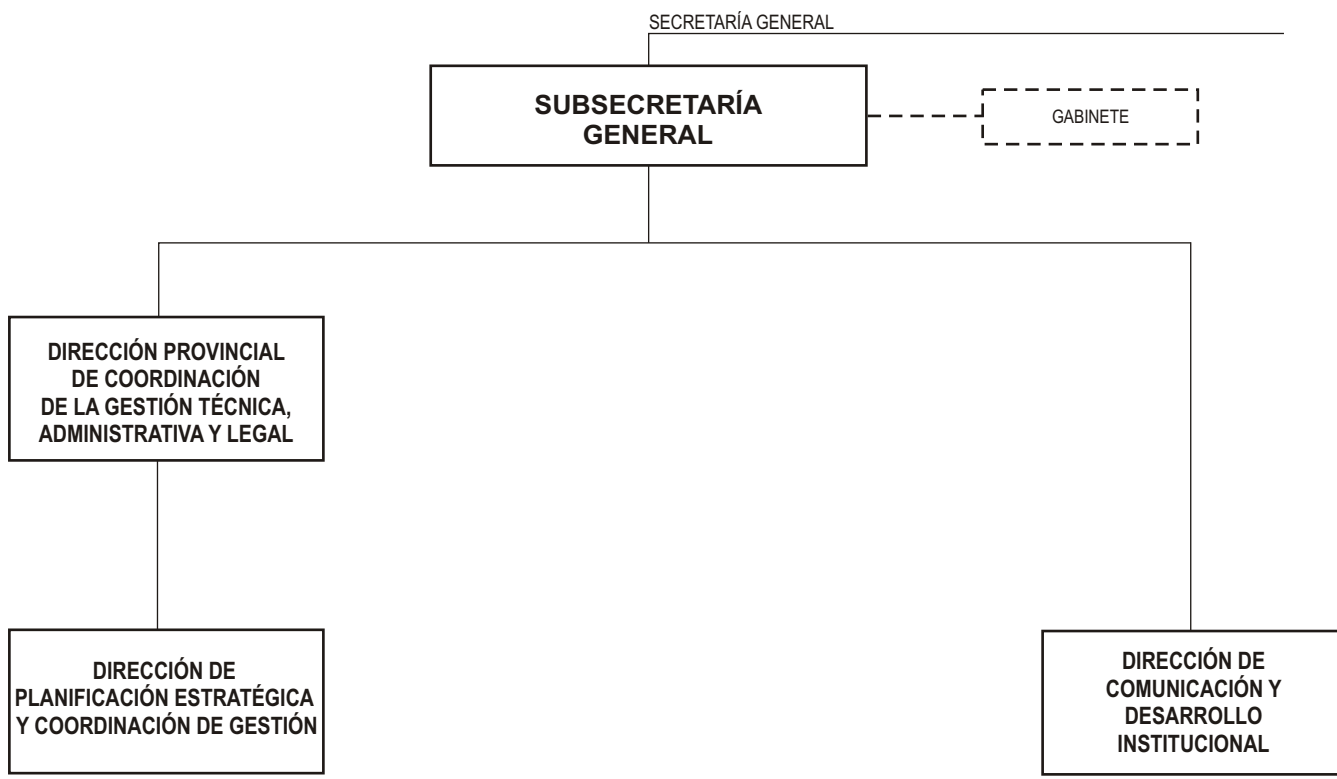 SECRETARÍA GENERAL
SUBSECRETARÍA
GENERAL
GABINETE
DIRECCIÓN PROVINCIAL
DE COORDINACIÓN
DE LA GESTIÓN TÉCNICA,
ADMINISTRATIVA Y LEGAL
DIRECCIÓN DE
PLANIFICACIÓN ESTRATÉGICA
Y COORDINACIÓN DE GESTIÓN
DIRECCIÓN DE
COMUNICACIÓN Y
DESARROLLO
INSTITUCIONAL